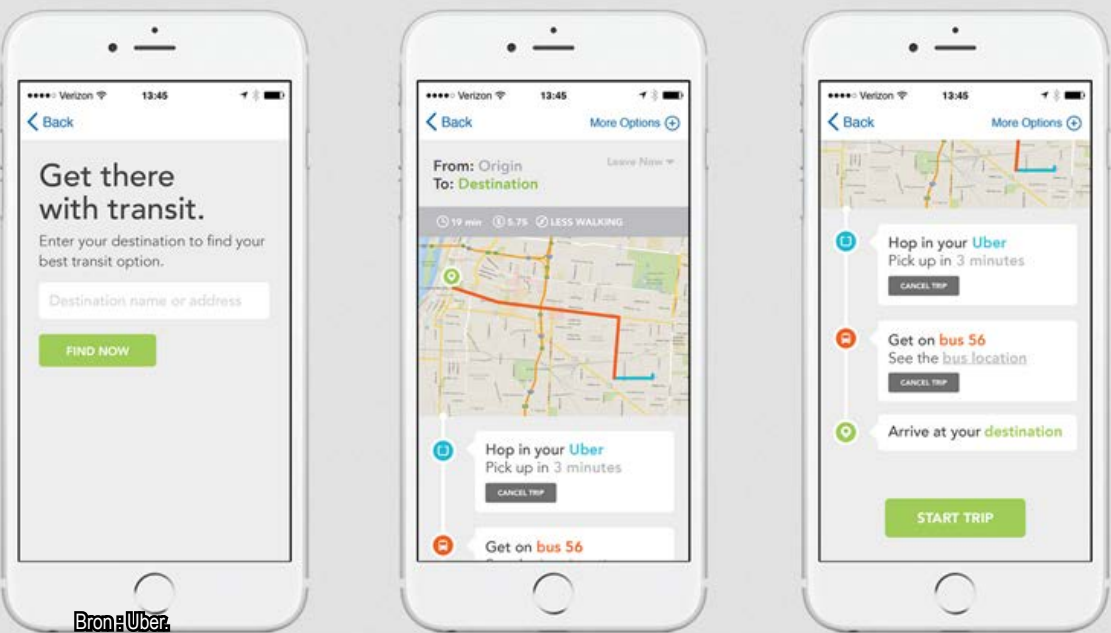 Verizon 13:45
Back
Get there
with transit.
Enter your destination to find your
best transit option.
Destination name or address
FIND NOW
Verizon 13:45
Back More Options
From: Origin Leave Now
To: Destination
19 min 5.75 LESS WALKING
Hop in your Uber
Pick up in 3 minutes
CANCEL TRIP
Get on bus 56
Verizon 13:45
Back More Options
Hop in your Uber
Pick up in 3 minutes
CANCEL TRIP
Get on bus 56
See the bus location
CANCEL TRIP
Arrive at your destination
START TRIP
Bron : Uber.